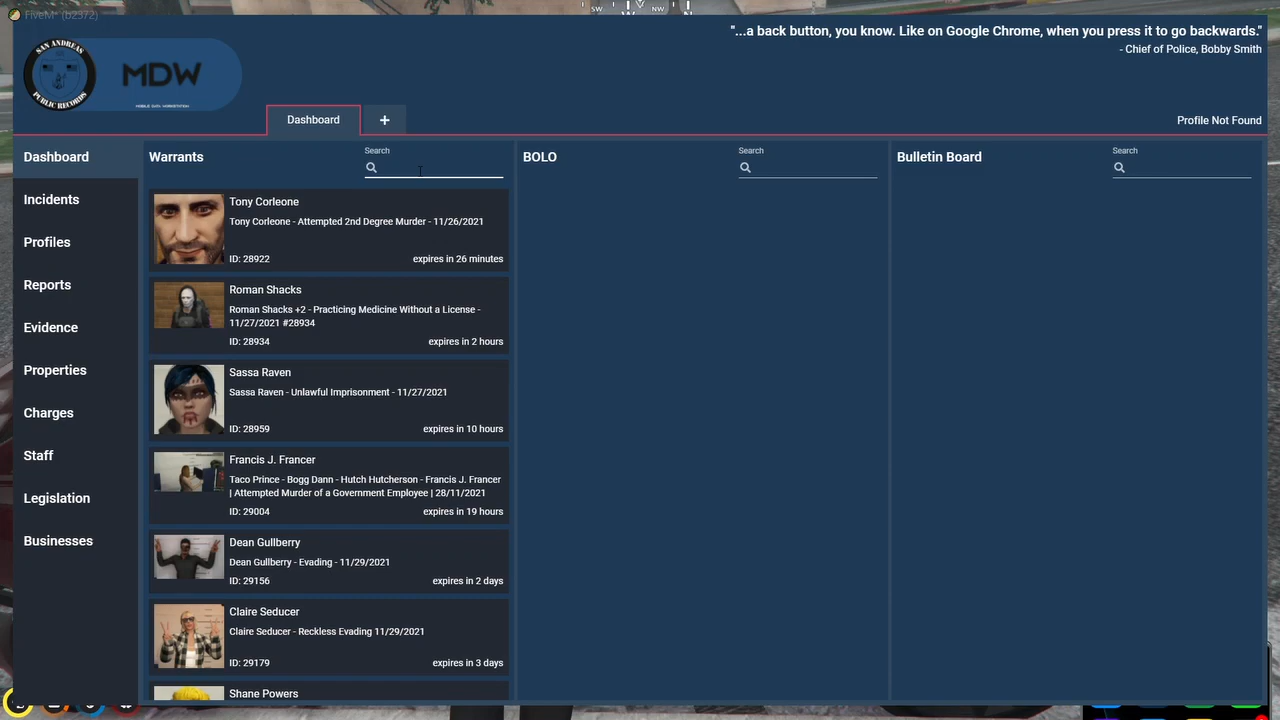 FiveM® (b2372)
SW
W
NW
N
"...a back button, you know. Like on Google Chrome, when you press it to go backwards."
- Chief of Police, Bobby Smith
SAN ANDREAS
PUBLIC RECORDS
MDW
MOBILE DATA WORKSTATION
Dashboard
+
Profile Not Found
Dashboard
Incidents
Profiles
Reports
Evidence
Properties
Charges
Staff
Legislation
Businesses
Warrants
Search
Tony Corleone
Tony Corleone - Attempted 2nd Degree Murder - 11/26/2021
ID: 28922
expires in 26 minutes
Roman Shacks
Roman Shacks +2 - Practicing Medicine Without a License -
11/27/2021 #28934
ID: 28934
expires in 2 hours
Sassa Raven
Sassa Raven - Unlawful Imprisonment - 11/27/2021
ID: 28959
expires in 10 hours
Francis J. Francer
Taco Prince - Bogg Dann - Hutch Hutcherson - Francis J. Francer
| Attempted Murder of a Government Employee | 28/11/2021
ID: 29004
expires in 19 hours
Dean Gullberry
Dean Gullberry - Evading - 11/29/2021
ID: 29156
expires in 2 days
Claire Seducer
Claire Seducer - Reckless Evading 11/29/2021
ID: 29179
expires in 3 days
Shane Powers
BOLO
Search
Bulletin Board
Search